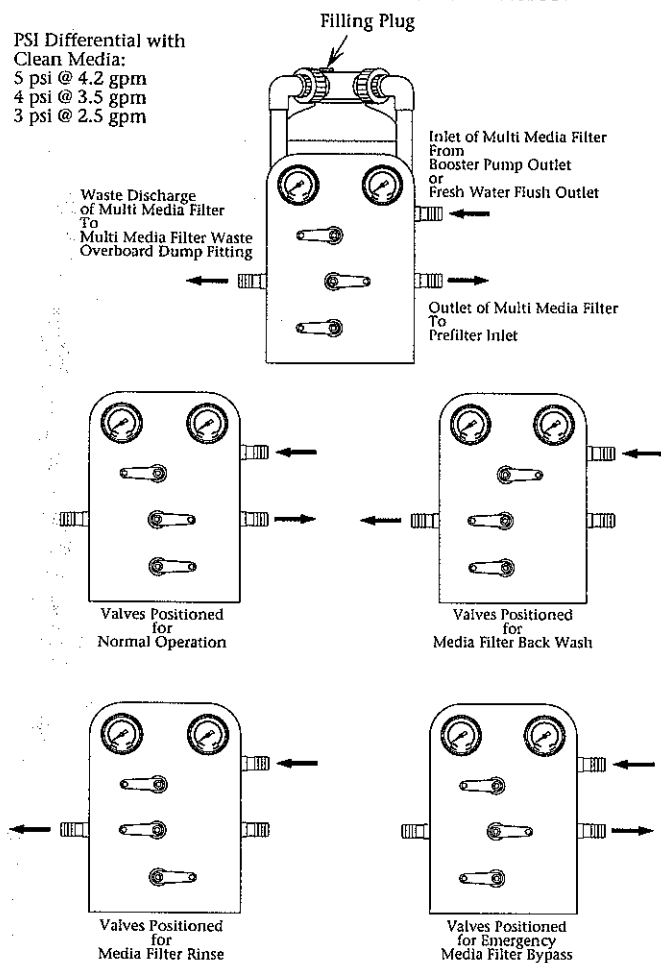 Filling Plug
PSI Differential with
Clean Media:
5 psi @ 4.2 gpm
4 psi @ 3.5 gpm
3 psi @ 2.5 gpm
Inlet of Multi Media Filter
From
Booster Pump Outlet
or
Fresh Water Flush Outlet
Waste Discharge
of Multi Media Filter
To
Multi Media Filter Waste
Overboard Dump Fitting
Outlet of Multi Media Filter
To
Prefilter Inlet
Valves Positioned
for
Normal Operation
Valves Positioned
for
Media Filter Back Wash
Valves Positioned
for
Media Filter Rinse
Valves Positioned
for Emergency
Media Filter Bypass